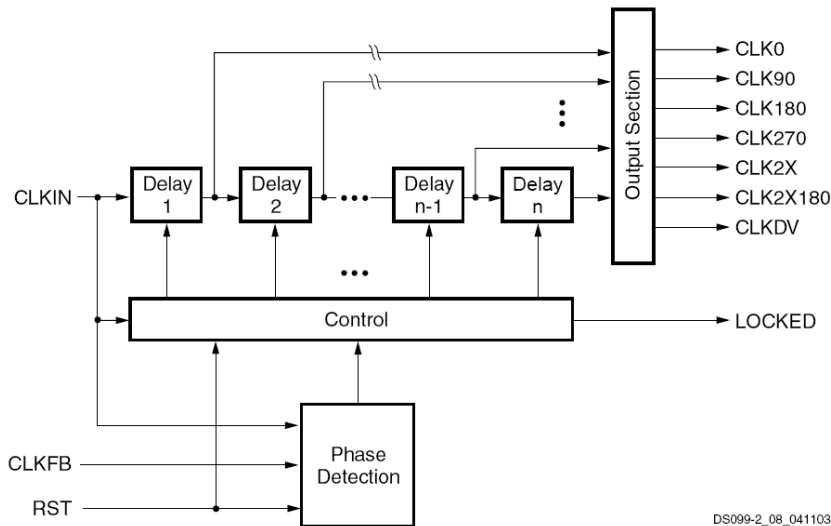 CLK0
CLK90
CLK180
CLK270
CLK2X
CLK2X180
CLKDV
Output Section
CLKIN
Delay
1
Delay
2
Delay
n-1
Delay
n
Control
LOCKED
Phase
Detection
CLKFB
RST
DS099-2_08_041103